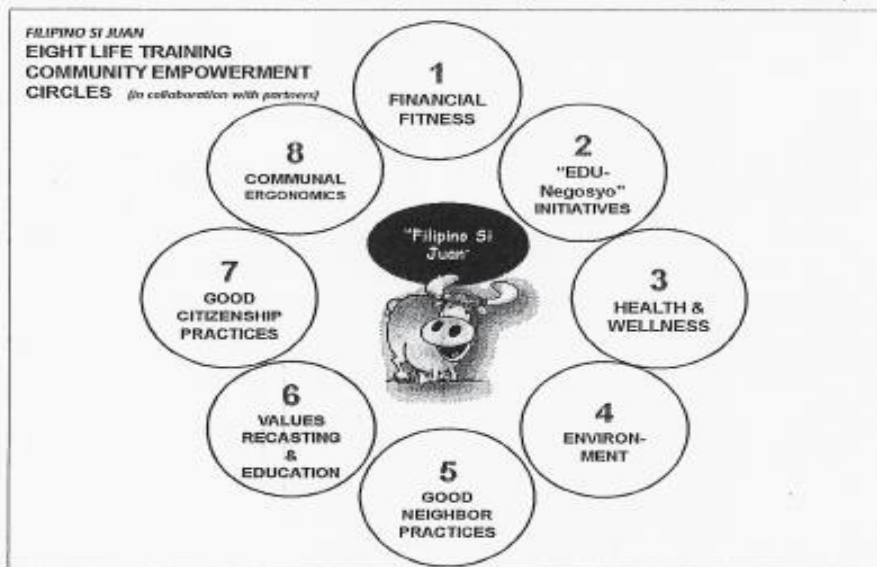 FILIPINO SI JUAN
EIGHT LIFE TRAINING
COMMUNITY EMPOWERMENT
CIRCLES (in collaboration with partners)
1
FINANCIAL
FITNESS
2
"EDU-
Negosyo"
INITIATIVES
3
HEALTH &
WELLNESS
4
ENVIRON-
MENT
5
GOOD
NEIGHBOR
PRACTICES
6
VALUES
RECASTING
&
EDUCATION
7
GOOD
CITIZENSHIP
PRACTICES
8
COMMUNAL
ERGONOMICS
"Filipino Si
Juan"